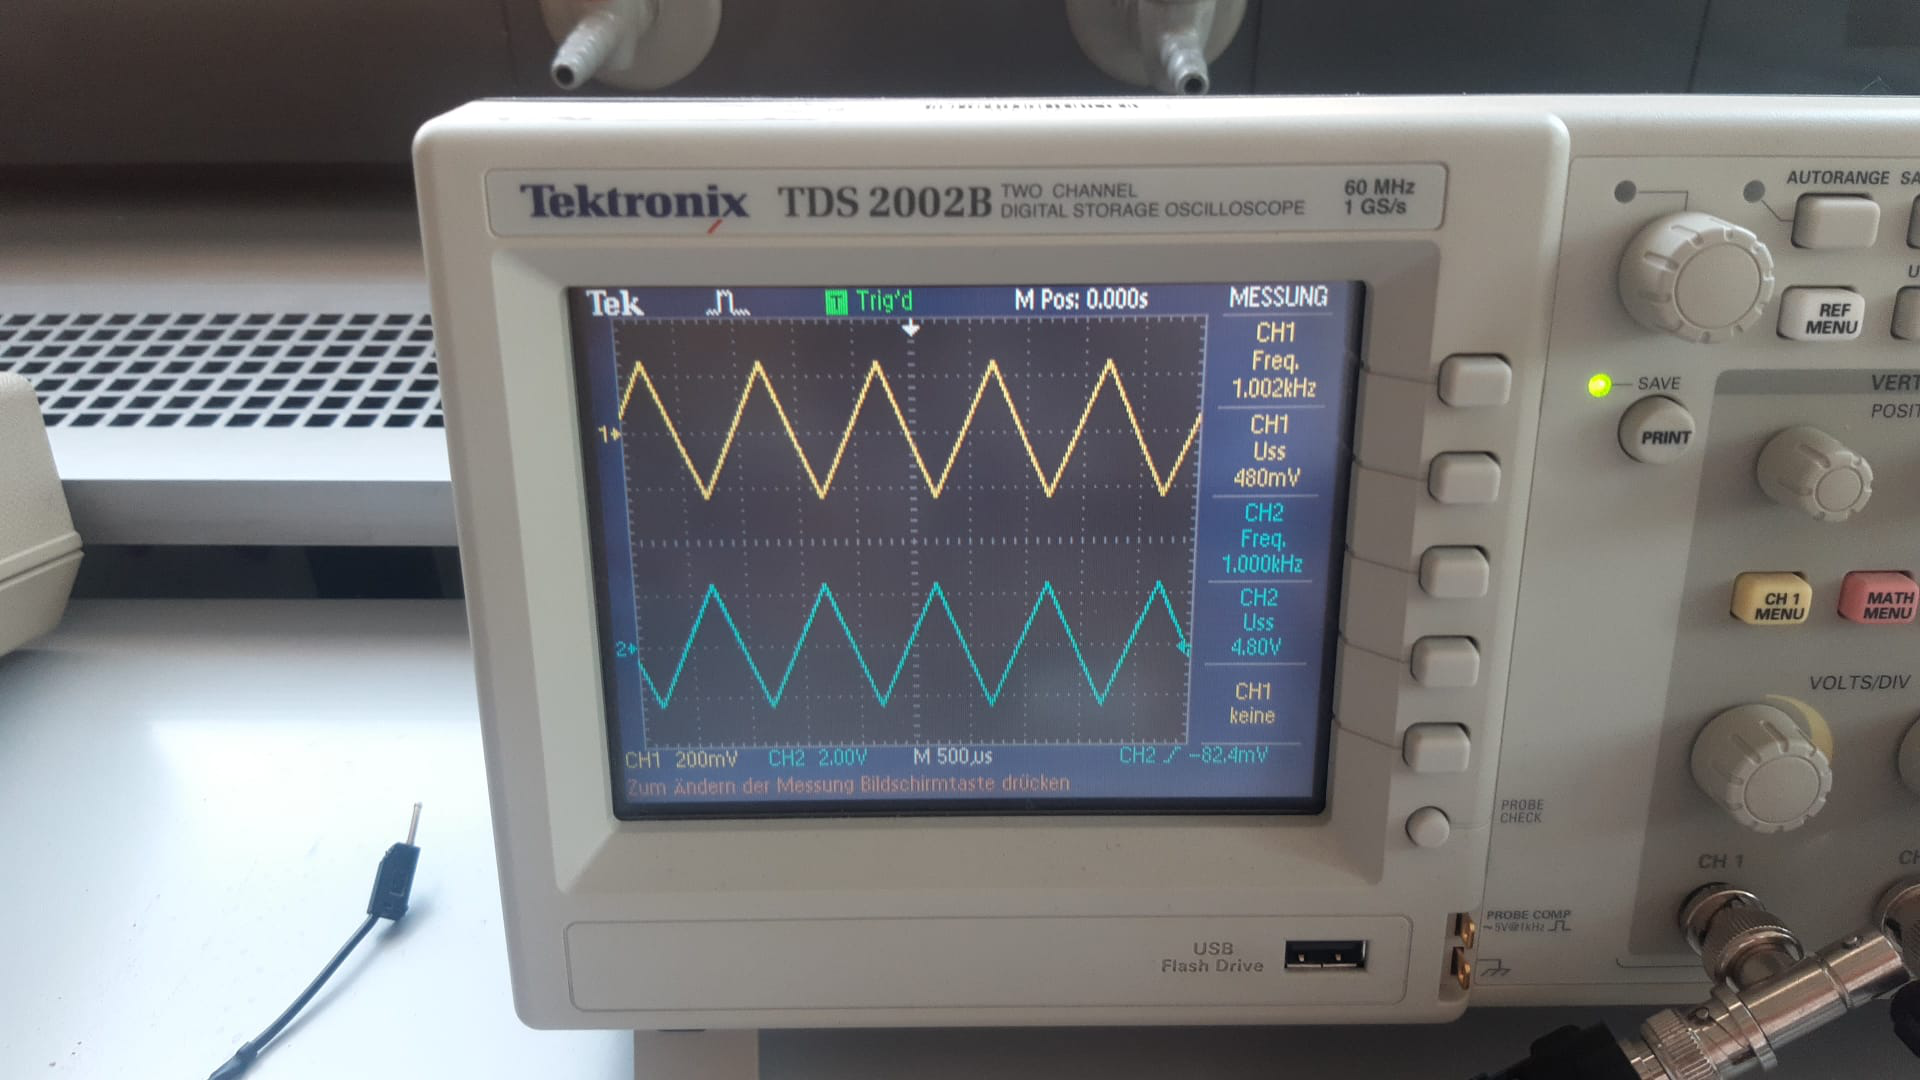 Tektronix TDS 2002B TWO CHANNEL DIGITAL STORAGE OSCILLOSCOPE
60 MHz
1 GS/s
Tek Trig'd M Pos: 0.000s MESSUNG
CH1
Freq.
1.002kHz
CH1
Uss
480mV
CH2
Freq.
1.000kHz
CH2
Uss
4.80V
CH1
keine
1
2
CH1 200mV CH2 2.00V M 500µs CH2 -82.4mV
Zum Ändern der Messung Bildschirmtaste drücken
USB
Flash Drive
AUTORANGE
REF
MENU
SAVE
PRINT
CH 1
MENU
MATH
MENU
VOLTS/DIV
PROBE
CHECK
CH 1
PROBE COMP
~5V@1kHz